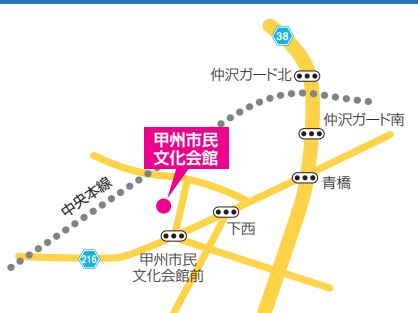 38
仲沢ガード北
仲沢ガード南
甲州市民
文化会館
中央本線
青橋
下西
216
甲州市民
文化会館前